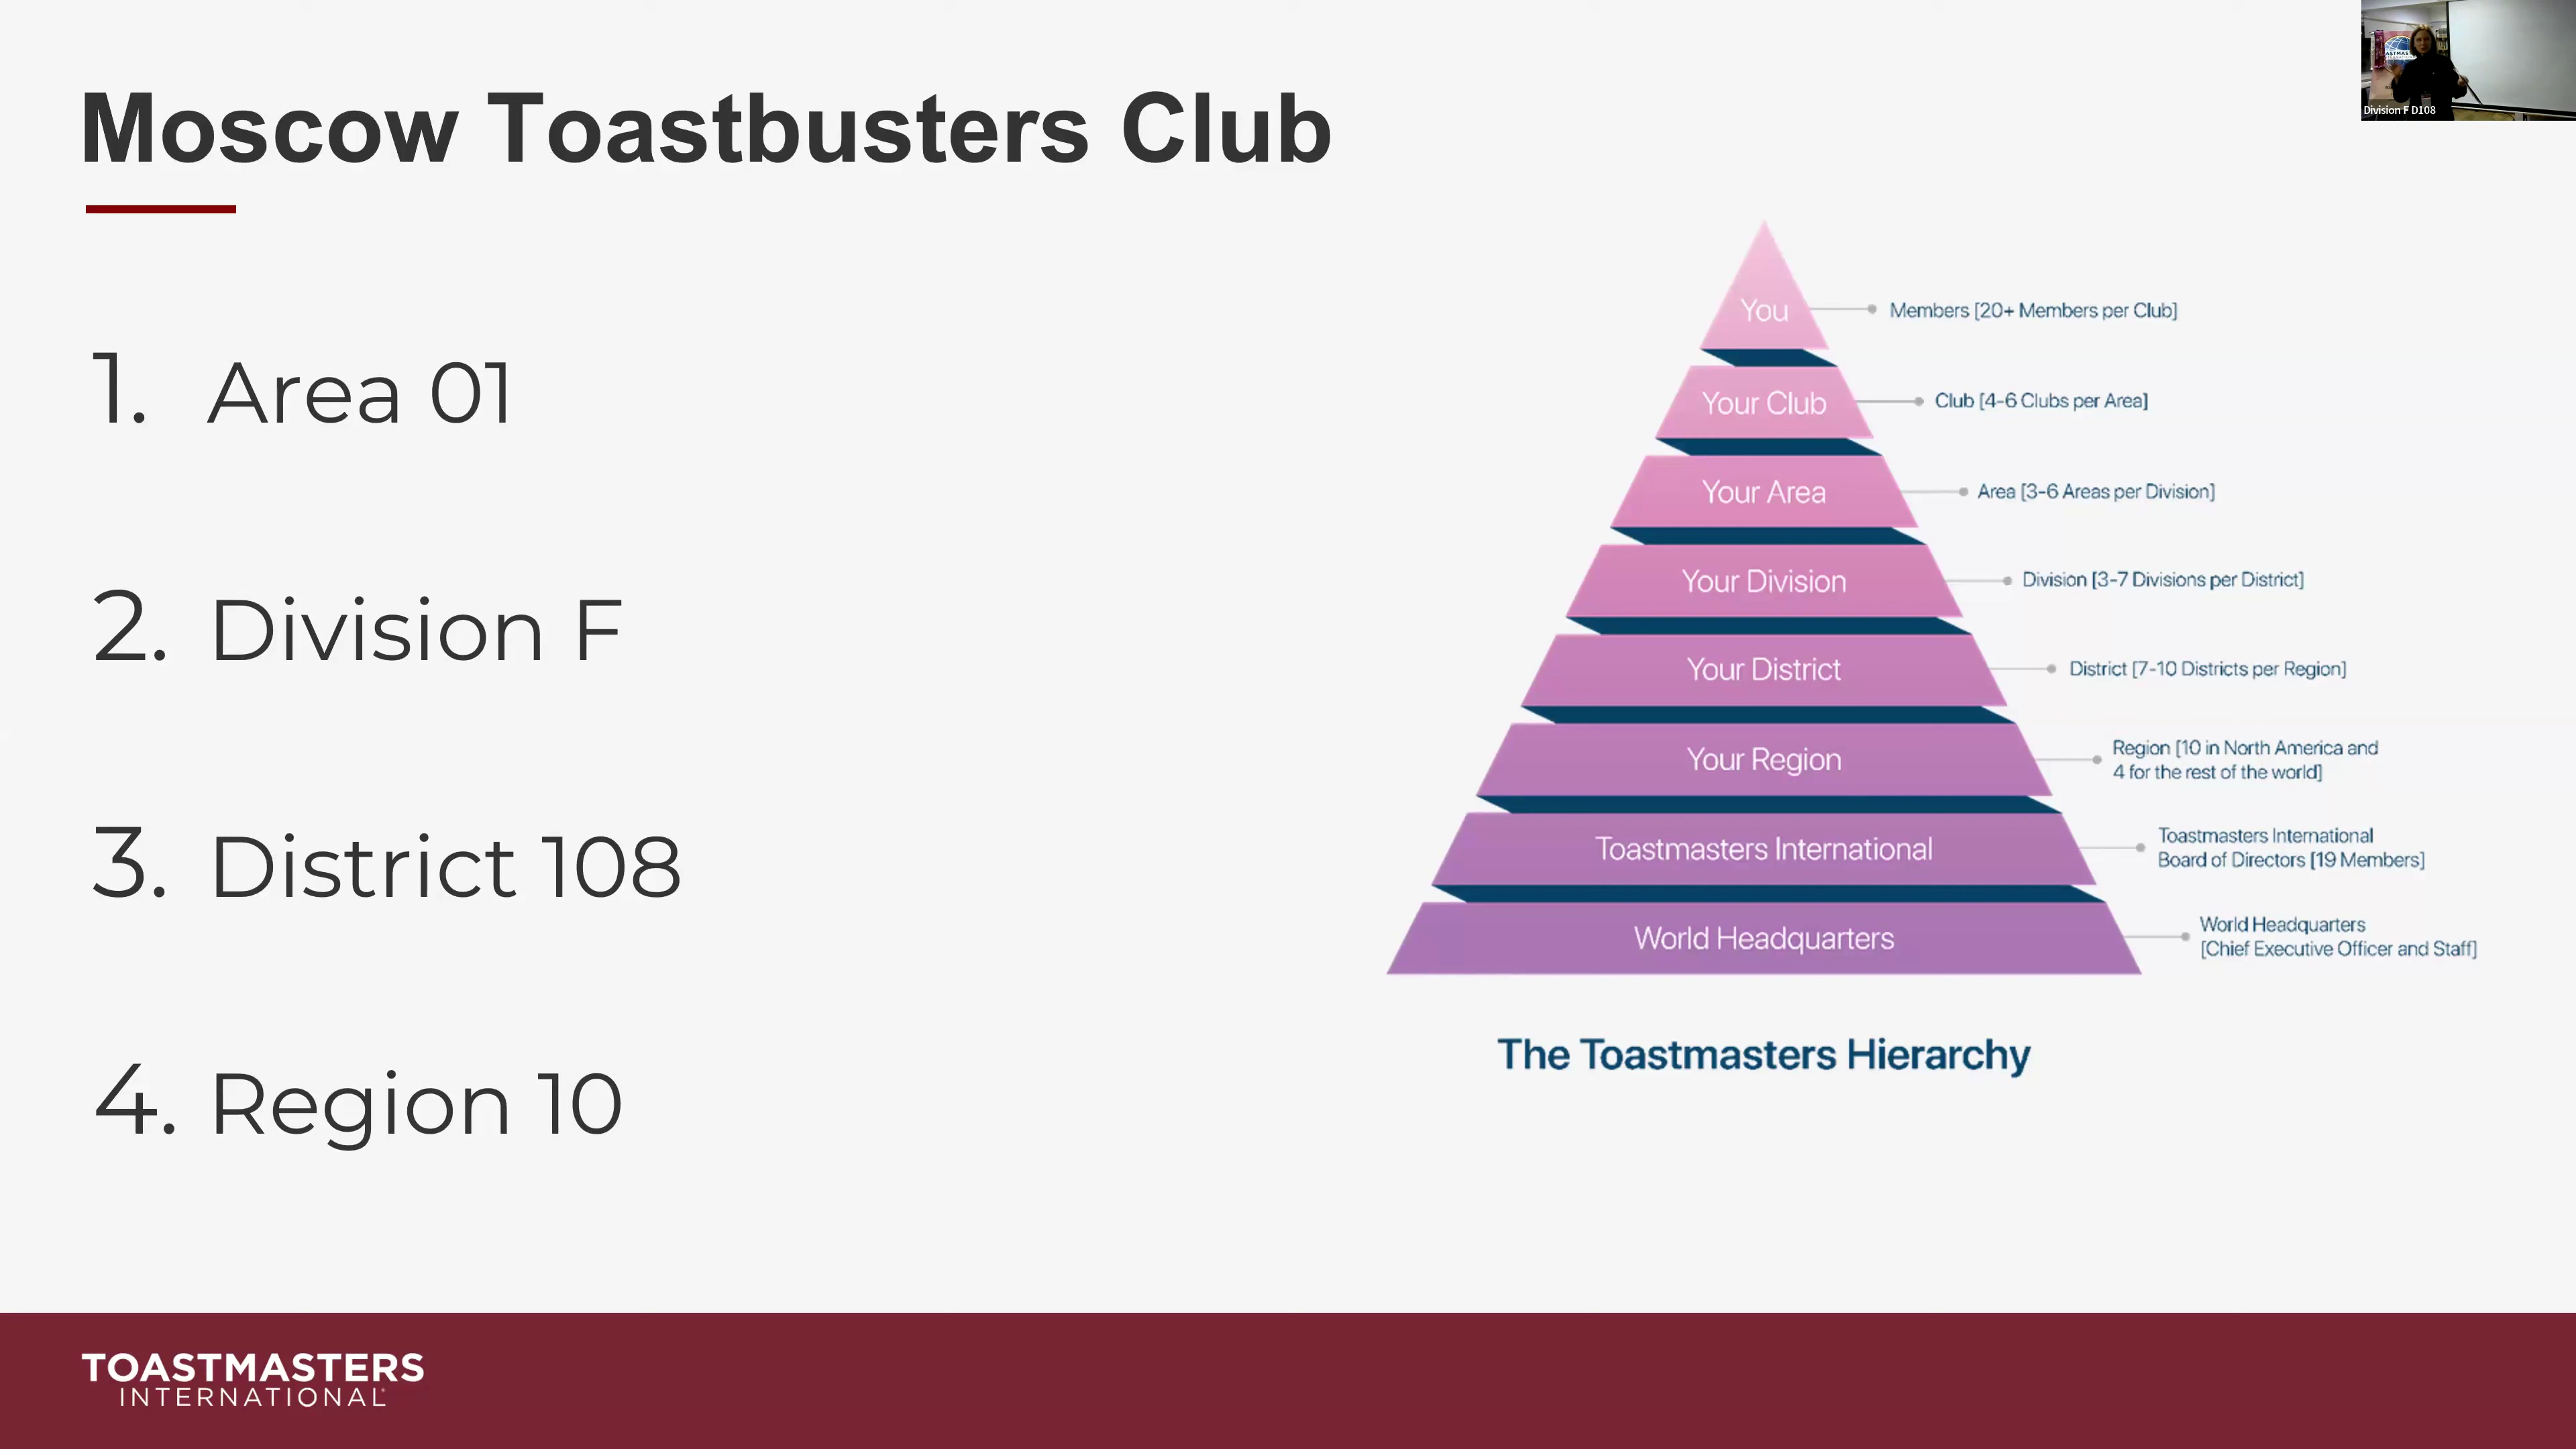 Moscow Toastbusters Club
1. Area 01
2. Division F
3. District 108
4. Region 10
You
Members [20+ Members per Club]
Your Club
Club [4-6 Clubs per Area]
Your Area
Area [3-6 Areas per Division]
Your Division
Division [3-7 Divisions per District]
Your District
District [7-10 Districts per Region]
Your Region
Region [10 in North America and
4 for the rest of the world]
Toastmasters International
Toastmasters International
Board of Directors [19 Members]
World Headquarters
World Headquarters
[Chief Executive Officer and Staff]
The Toastmasters Hierarchy
TOASTMASTERS
INTERNATIONAL
Division F D108